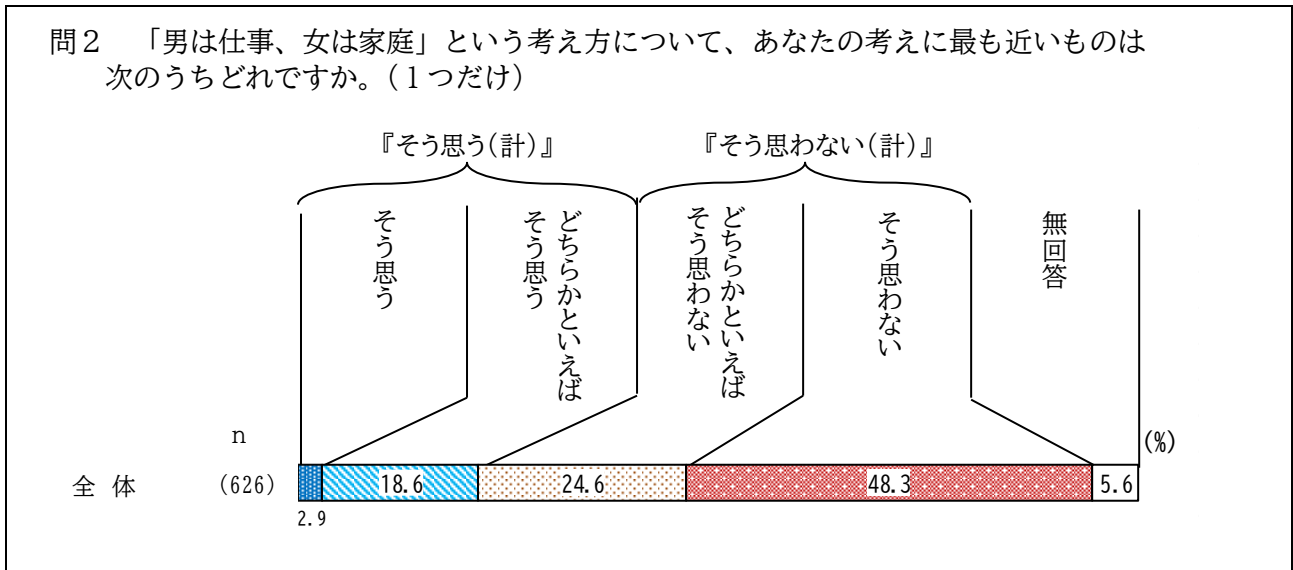 問２　「男は仕事、女は家庭」という考え方について、あなたの考えに最も近いものは
次のうちどれですか。（１つだけ）
『そう思う（計）』
『そう思わない（計）』
そう思う
どちらかといえば
そう思う
どちらかといえば
そう思わない
そう思わない
無回答
n
(%)
全 体
(626)
18.6
24.6
48.3
5.6
2.9